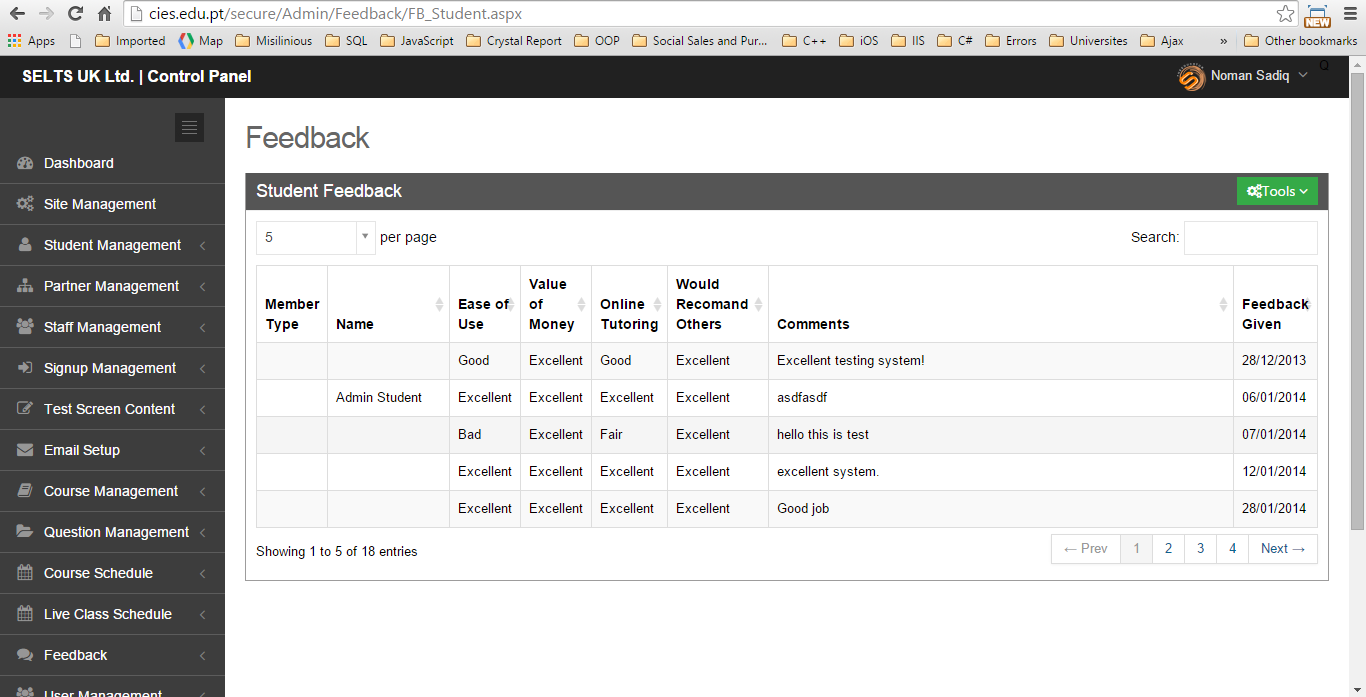 cies.edu.pt/secure/Admin/Feedback/FB_Student.aspx
NEW
Apps Imported Map Misilinious SQL JavaScript Crystal Report OOP Social Sales and Pur... C++ iOS IIS C# Errors Universites Ajax » Other bookmarks
SELTS UK Ltd. | Control Panel
Noman Sadiq
Dashboard
Site Management
Student Management
Partner Management
Staff Management
Signup Management
Test Screen Content
Email Setup
Course Management
Question Management
Course Schedule
Live Class Schedule
Feedback
User Management
Feedback
Student Feedback
Tools
5 per page
Search:
Member Type Name Ease of Use Value of Money Online Tutoring Would Recomand Others Comments Feedback Given
Good Excellent Good Excellent Excellent testing system! 28/12/2013
Admin Student Excellent Excellent Excellent Excellent asdfasdf 06/01/2014
Bad Excellent Fair Excellent hello this is test 07/01/2014
Excellent Excellent Excellent Excellent excellent system. 12/01/2014
Excellent Excellent Excellent Excellent Good job 28/01/2014
Showing 1 to 5 of 18 entries
← Prev 1 2 3 4 Next →